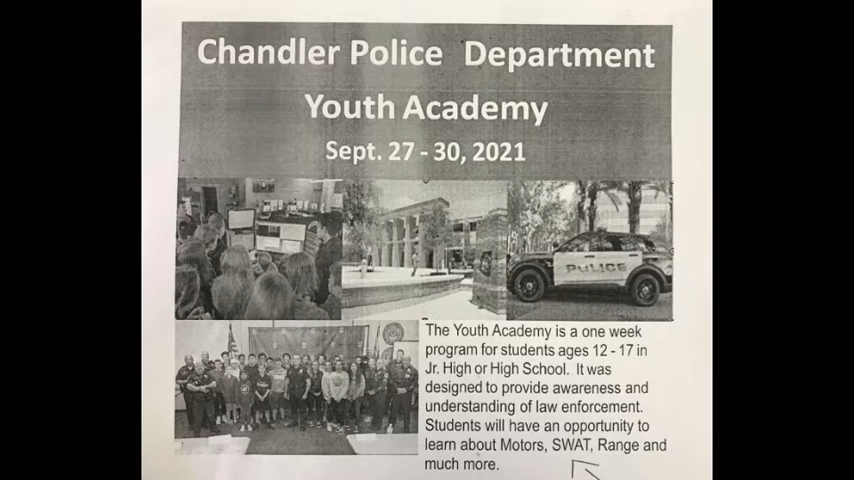 Chandler Police Department
Youth Academy
Sept. 27 - 30, 2021
POLICE
The Youth Academy is a one week
program for students ages 12 - 17 in
Jr. High or High School. It was
designed to provide awareness and
understanding of law enforcement.
Students will have an opportunity to
learn about Motors, SWAT, Range and
much more.